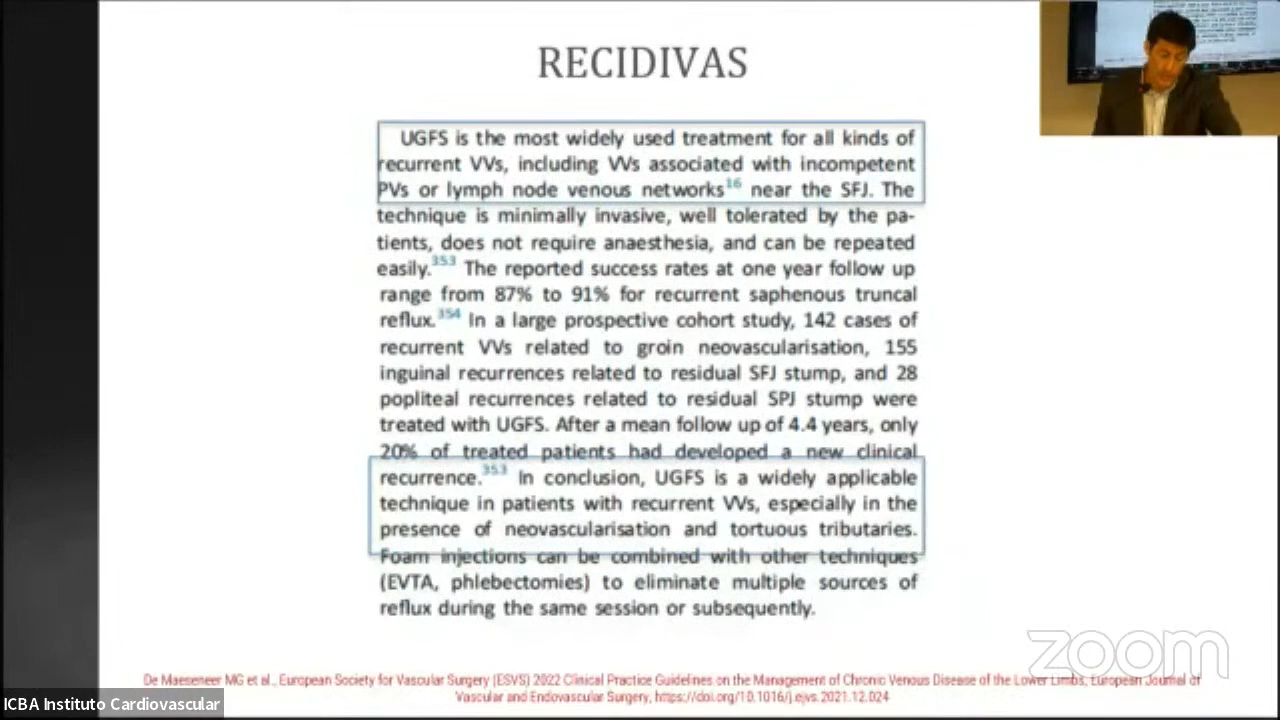 RECIDIVAS
UGFS is the most widely used treatment for all kinds of
recurrent VVs, including VVs associated with incompetent
PVs or lymph node venous networks16 near the SFJ. The
technique is minimally invasive, well tolerated by the pa-
tients, does not require anaesthesia, and can be repeated
easily.353 The reported success rates at one year follow up
range from 87% to 91% for recurrent saphenous truncal
reflux.354 In a large prospective cohort study, 142 cases of
recurrent VVs related to groin neovascularisation, 155
inguinal recurrences related to residual SFJ stump, and 28
popliteal recurrences related to residual SPJ stump were
treated with UGFS. After a mean follow up of 4.4 years, only
20% of treated patients had developed a new clinical
recurrence.353 In conclusion, UGFS is a widely applicable
technique in patients with recurrent VVs, especially in the
presence of neovascularisation and tortuous tributaries.
Foam injections can be combined with other techniques
(EVTA, phlebectomies) to eliminate multiple sources of
reflux during the same session or subsequently.
zoom
De Maeseneer MG et al., European Society for Vascular Surgery (ESVS) 2022 Clinical Practice Guidelines on the Management of Chronic Venous Disease of the Lower Limbs, European Journal of
Vascular and Endovascular Surgery, https://doi.org/10.1016/j.ejvs.2021.12.024
ICBA Instituto Cardiovascular